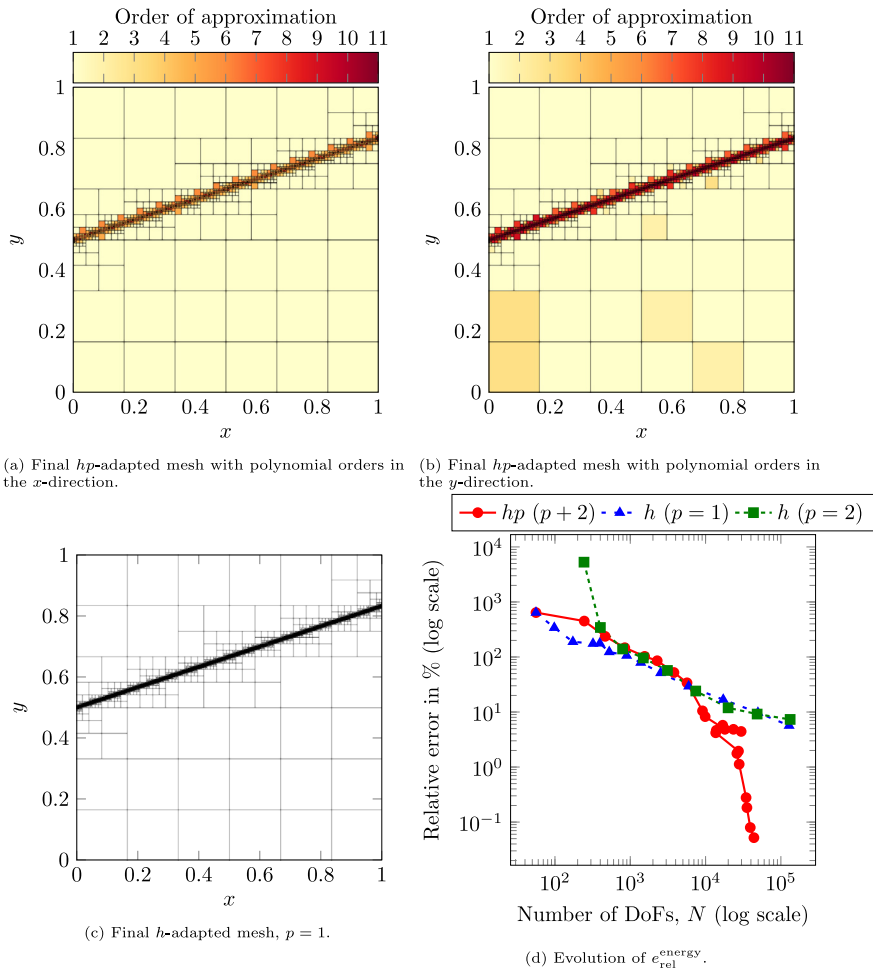 Order of approximation
1 2 3 4 5 6 7 8 9 10 11
1
0.8
0.6
0.4
0.2
0
y
0 0.2 0.4 0.6 0.8 1
x
(a) Final hp-adapted mesh with polynomial orders in
the x-direction.
Order of approximation
1 2 3 4 5 6 7 8 9 10 11
1
0.8
0.6
0.4
0.2
0
y
0 0.2 0.4 0.6 0.8 1
x
(b) Final hp-adapted mesh with polynomial orders in
the y-direction.
1
0.8
0.6
0.4
0.2
0
y
0 0.2 0.4 0.6 0.8 1
x
(c) Final h-adapted mesh, p = 1.
hp (p + 2) h (p = 1) h (p = 2)
10^4
10^3
10^2
10^1
10^0
10^−1
Relative error in % (log scale)
10^2 10^3 10^4 10^5
Number of DoFs, N (log scale)
(d) Evolution of e_rel^energy.